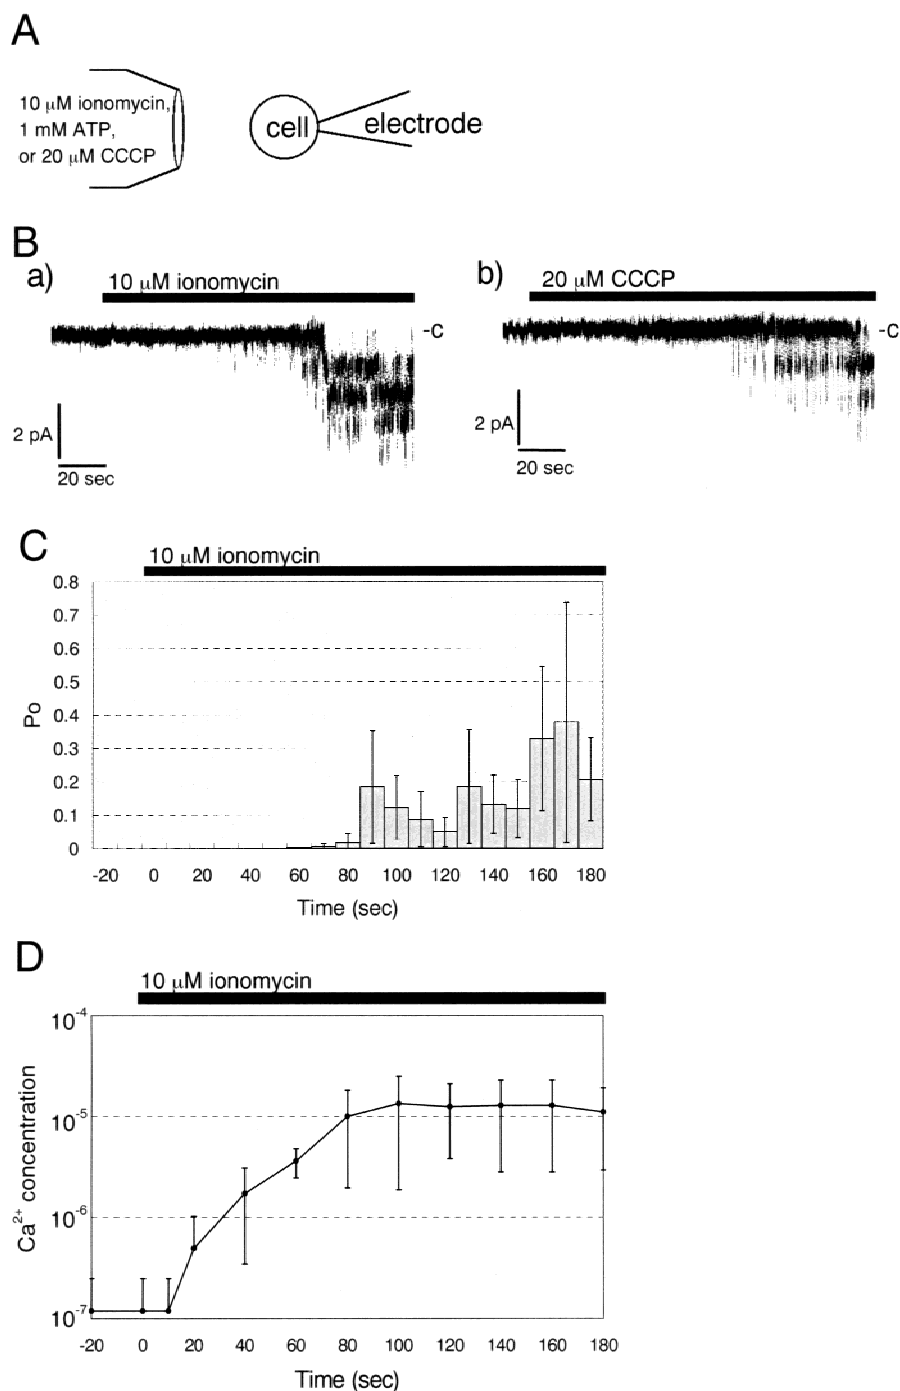 A
10 μM ionomycin,
1 mM ATP,
or 20 μM CCCP
cell
electrode
B
a)
10 μM ionomycin
-C
2 pA
20 sec
b)
20 μM CCCP
-C
2 pA
20 sec
C
10 μM ionomycin
0.8
0.7
0.6
0.5
0.4
0.3
0.2
0.1
0
Po
-20 0 20 40 60 80 100 120 140 160 180
Time (sec)
D
10 μM ionomycin
10⁻⁴
10⁻⁵
10⁻⁶
10⁻⁷
Ca²⁺ concentration
-20 0 20 40 60 80 100 120 140 160 180
Time (sec)